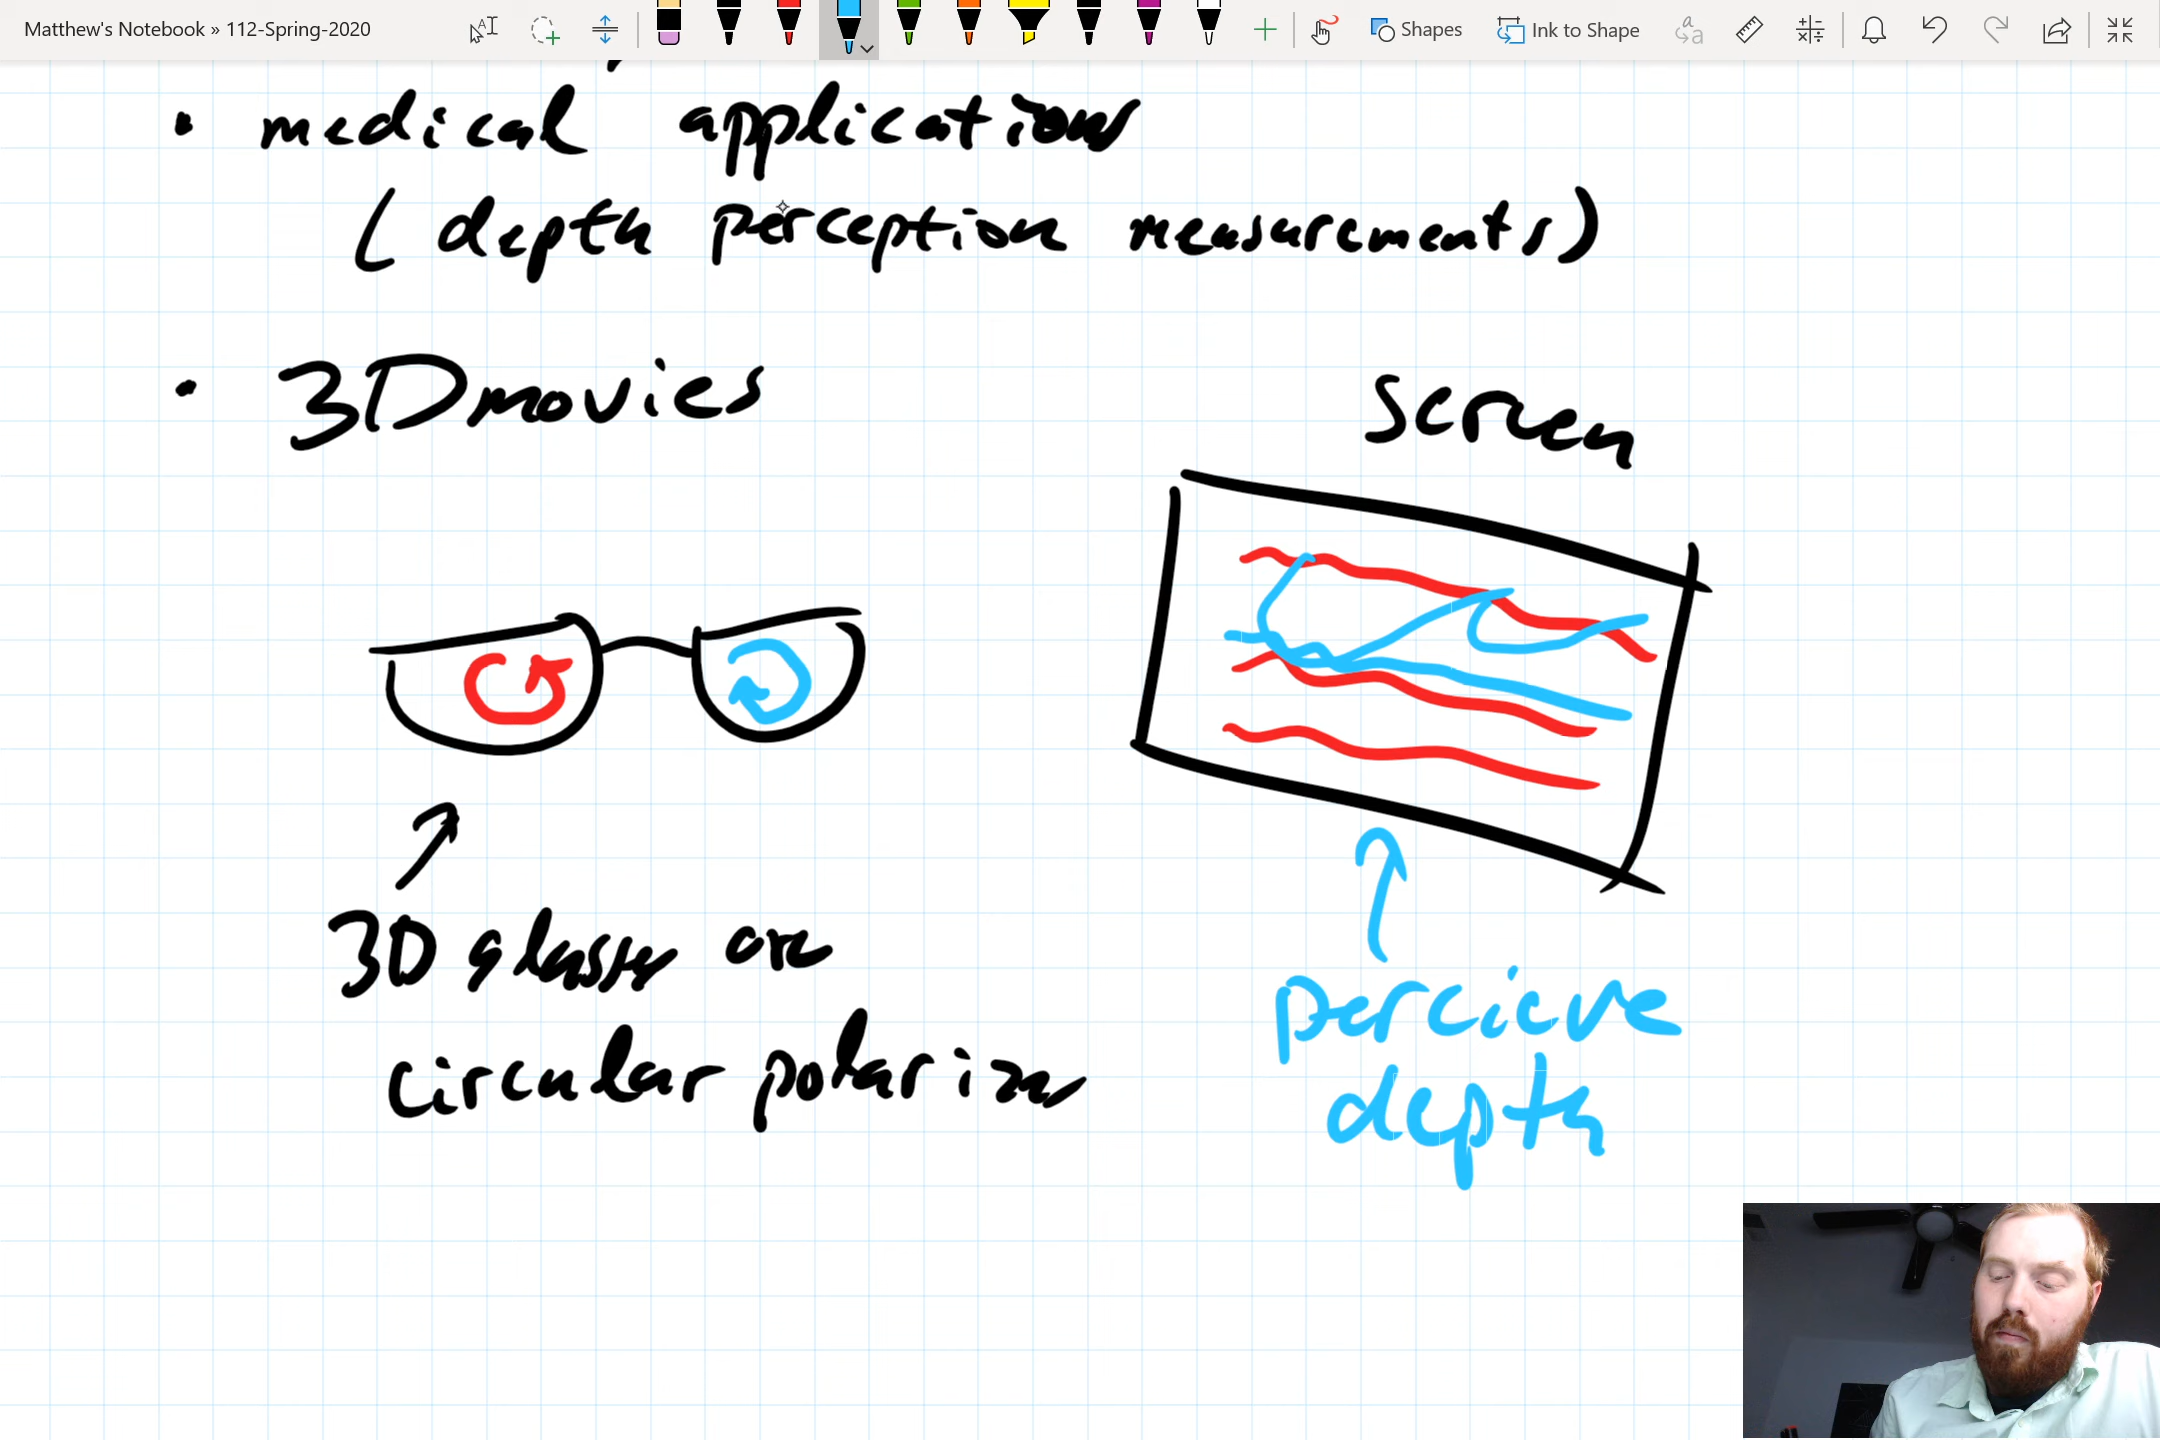 Matthew's Notebook » 112-Spring-2020
Shapes
Ink to Shape
• medical applications
(depth perception measurements)
• 3D movies
screen
3D glasses are
circular polarizers
percieve
depth